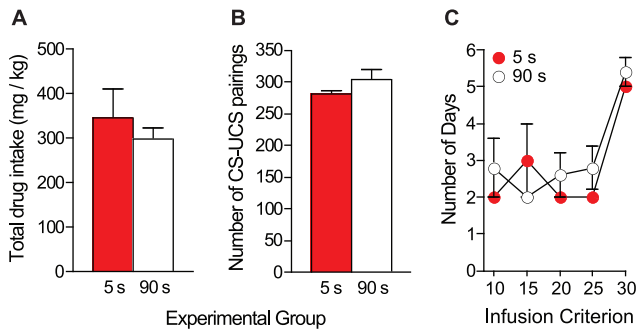 A
Total drug intake (mg / kg)
500
400
300
200
100
0
5 s 90 s
B
Number of CS-UCS pairings
350
300
250
200
150
100
50
0
5 s 90 s
Experimental Group
C
Number of Days
6
5
4
3
2
1
0
5 s
90 s
10 15 20 25 30
Infusion Criterion